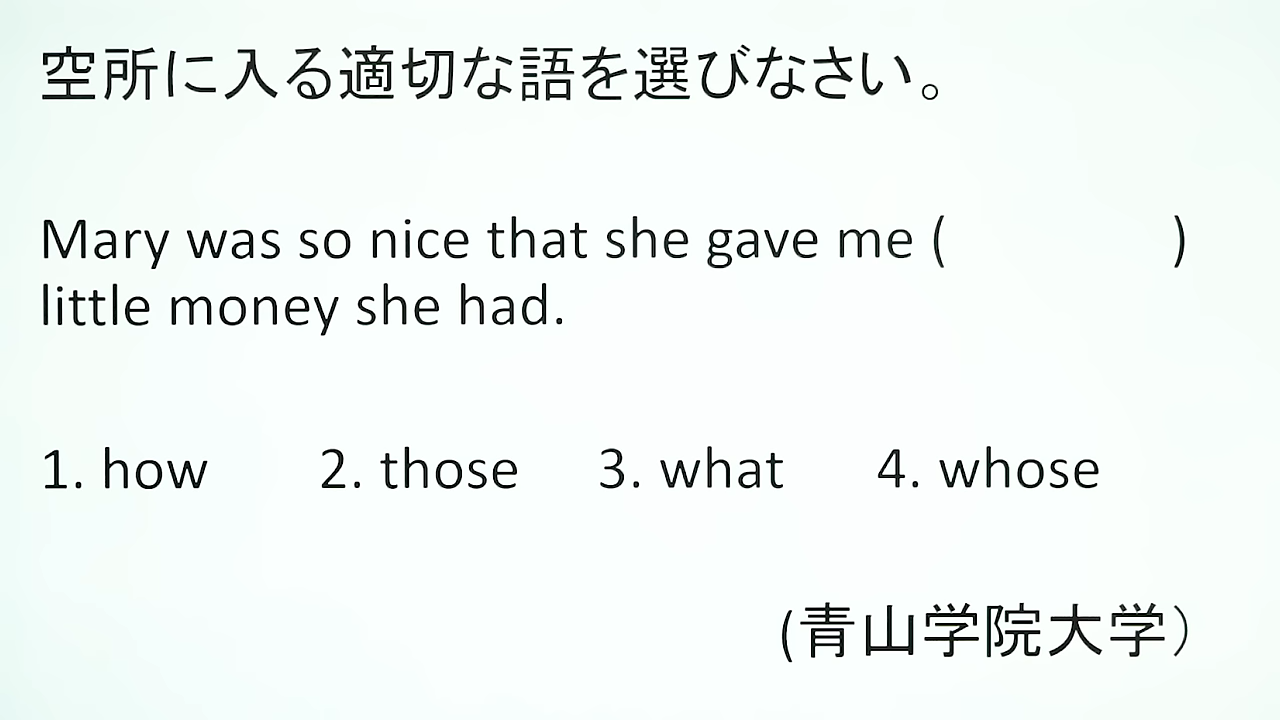 空所に入る適切な語を選びなさい。
Mary was so nice that she gave me ( )
little money she had.
1. how 2. those 3. what 4. whose
(青山学院大学）